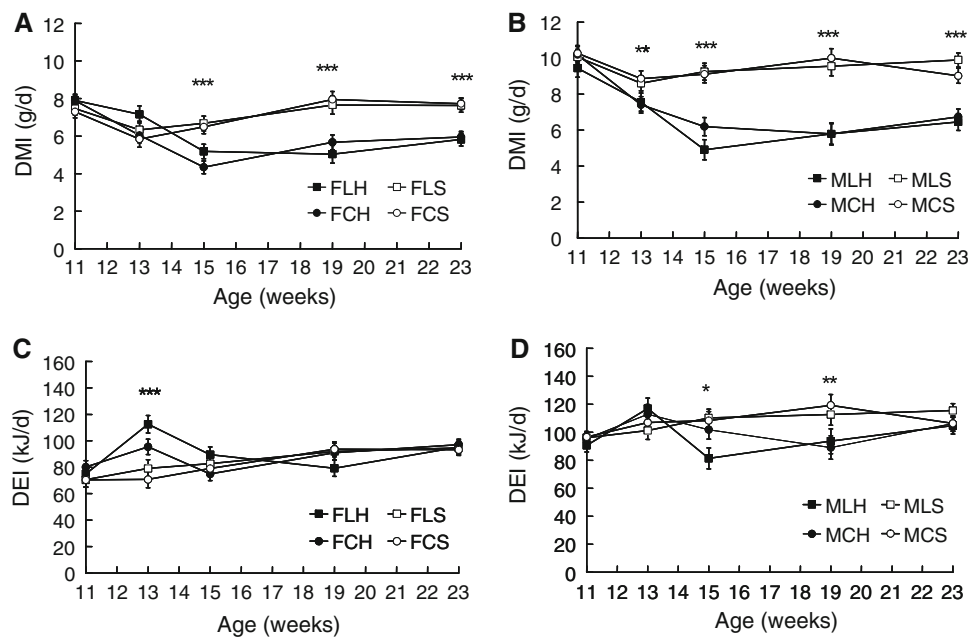 A
DMI (g/d)
12
10
8
6
4
2
0
***
***
***
FLH FLS
FCH FCS
11 12 13 14 15 16 17 18 19 20 21 22 23
Age (weeks)
B
DMI (g/d)
12
10
8
6
4
2
0
**
***
***
***
MLH MLS
MCH MCS
11 12 13 14 15 16 17 18 19 20 21 22 23
Age (weeks)
C
DEI (kJ/d)
160
140
120
100
80
60
40
20
0
***
FLH FLS
FCH FCS
11 12 13 14 15 16 17 18 19 20 21 22 23
Age (weeks)
D
DEI (kJ/d)
160
140
120
100
80
60
40
20
0
*
**
MLH MLS
MCH MCS
11 12 13 14 15 16 17 18 19 20 21 22 23
Age (weeks)